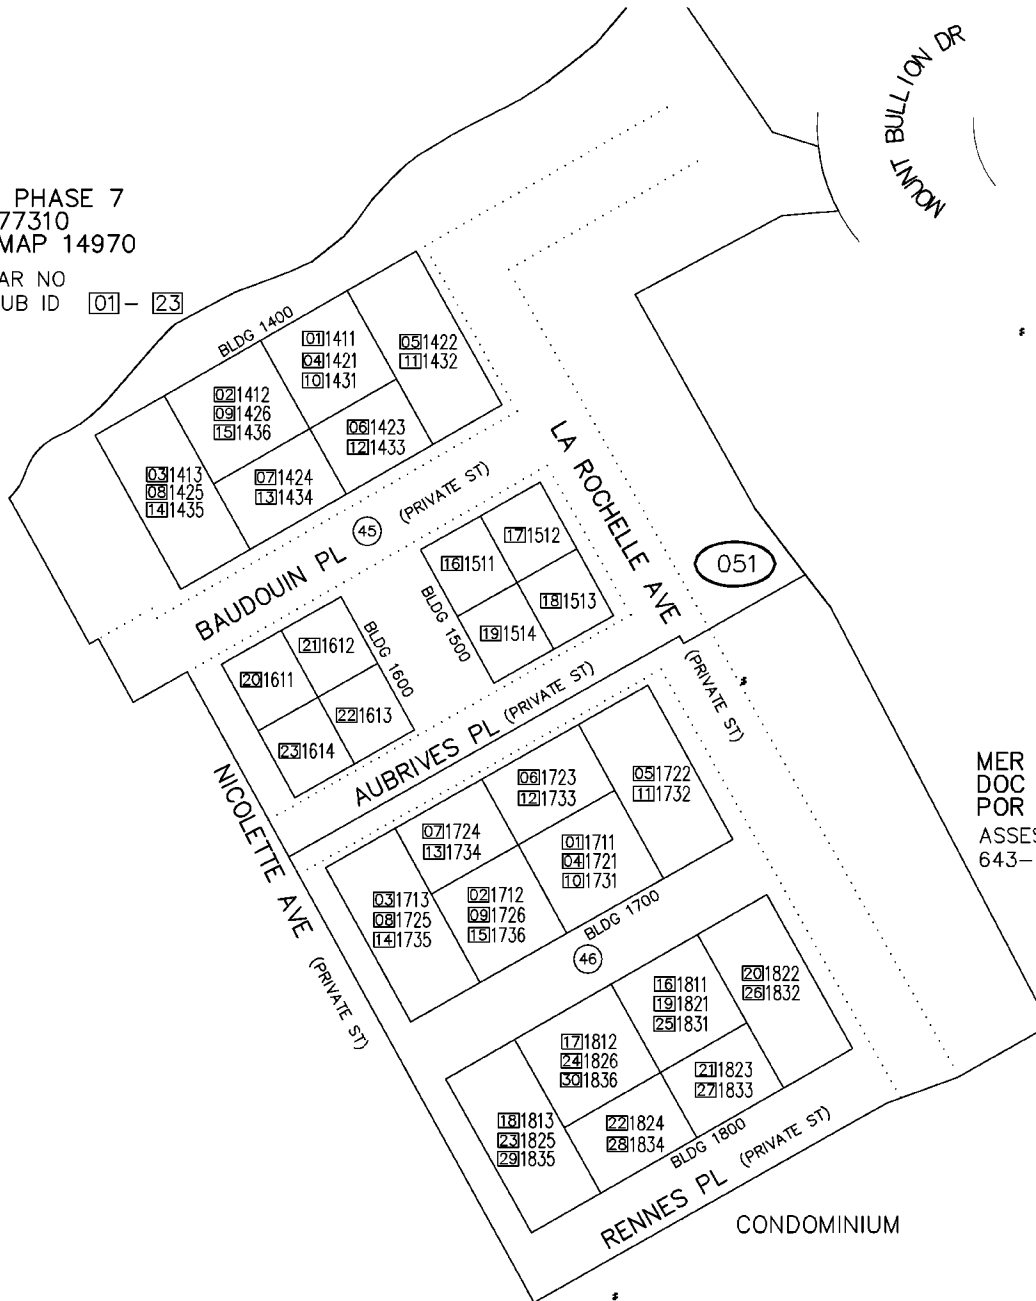 MOUNT BULLION DR
PHASE 7
77310
MAP 14970
AR NO
UB ID 01 - 23
BLDG 1400
01 1411
04 1421
10 1431
05 1422
11 1432
02 1412
09 1426
15 1436
06 1423
12 1433
03 1413
08 1425
14 1435
07 1424
13 1434
LA ROCHELLE AVE
(PRIVATE ST)
BAUDOUIN PL 45 (PRIVATE ST)
17 1512
16 1511
18 1513
19 1514
BLDG 1500
051
21 1612
20 1611
22 1613
23 1614
BLDG 1600
AUBRIVES PL (PRIVATE ST)
NICOLETTE AVE (PRIVATE ST)
06 1723
12 1733
05 1722
11 1732
07 1724
13 1734
01 1711
04 1721
10 1731
03 1713
08 1725
14 1735
02 1712
09 1726
15 1736
BLDG 1700
46
MER
DOC
POR
ASSES
643-
16 1811
19 1821
25 1831
20 1822
26 1832
17 1812
24 1826
30 1836
21 1823
27 1833
18 1813
23 1825
29 1835
22 1824
28 1834
BLDG 1800
RENNES PL (PRIVATE ST)
CONDOMINIUM